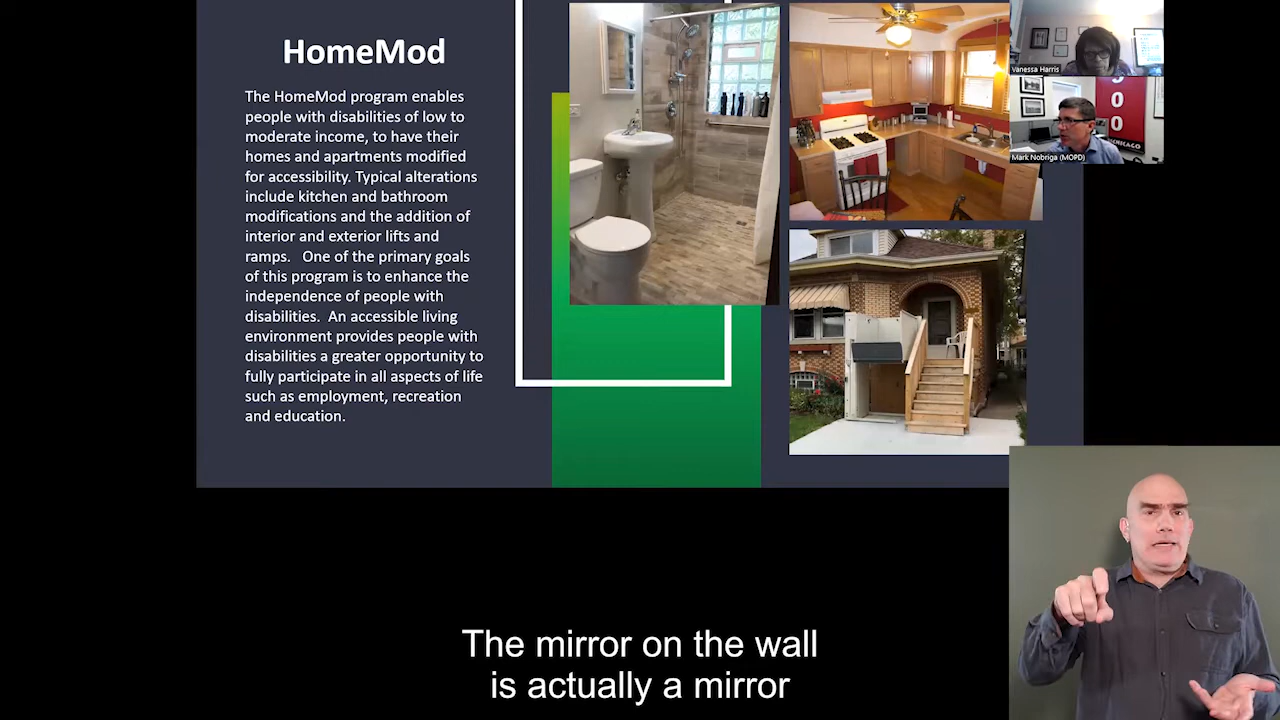 HomeMod
The HomeMod program enables
people with disabilities of low to
moderate income to have their
homes and apartments modified
for accessibility. Typical alterations
include kitchen and bathroom
modifications and the addition of
interior and exterior lifts and
ramps. One of the primary goals
of this program is to enhance the
independence of people with
disabilities. An accessible living
environment provides people with
disabilities a greater opportunity to
fully participate in all aspects of life
such as employment, recreation
and education.
Vanessa Harris
Mark Nobriga (MOPD)
The mirror on the wall
is actually a mirror